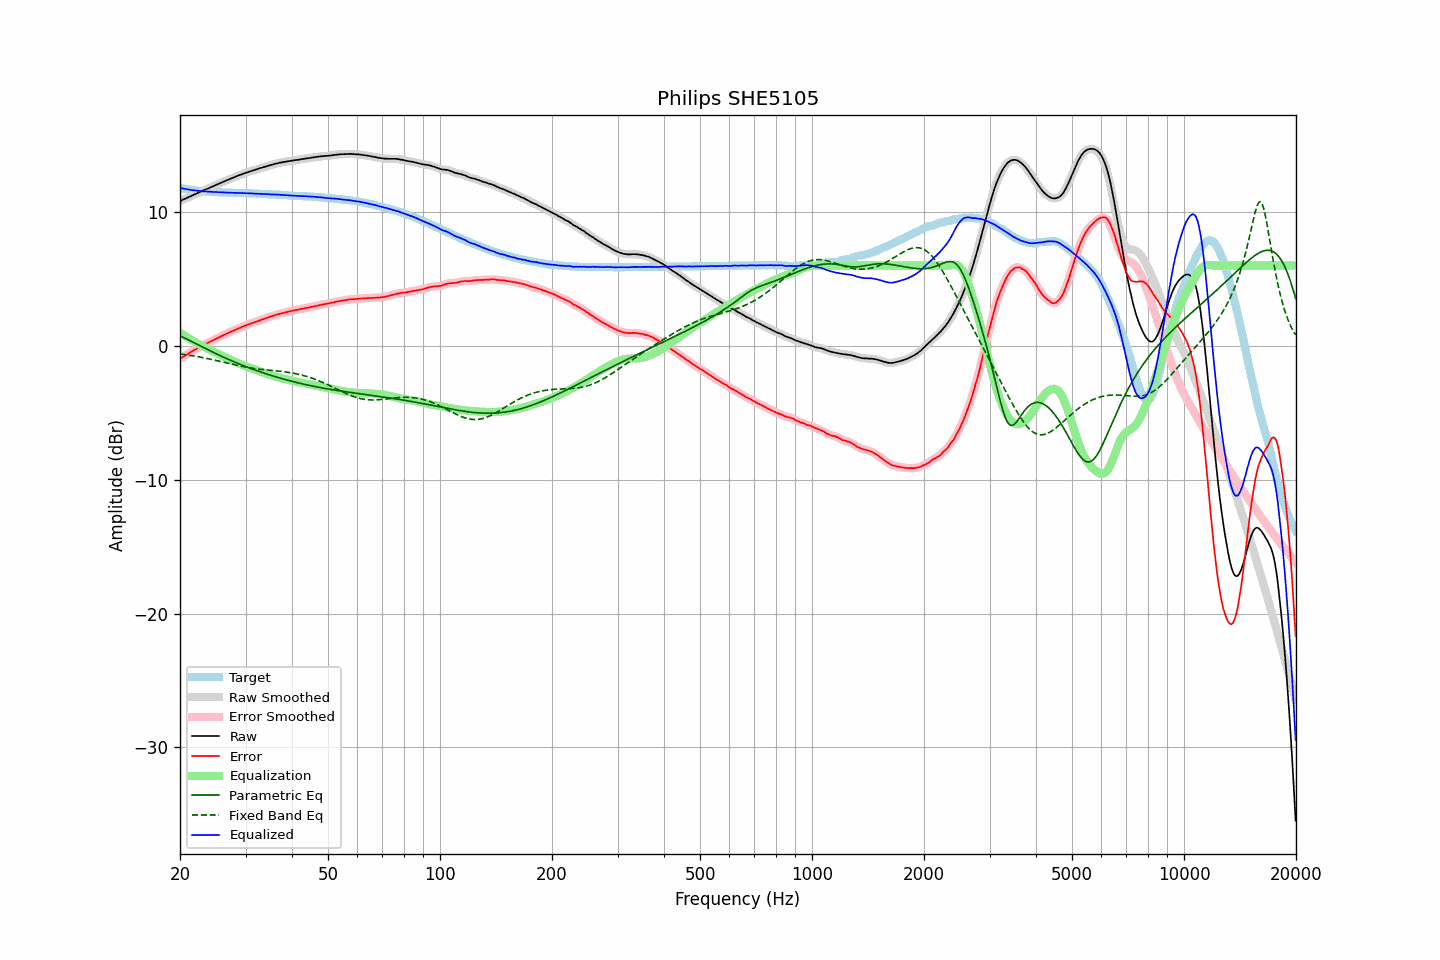 Philips SHE5105
Amplitude (dBr)
10
0
−10
−20
−30
Target
Raw Smoothed
Error Smoothed
Raw
Error
Equalization
Parametric Eq
Fixed Band Eq
Equalized
20 50 100 200 500 1000 2000 5000 10000 20000
Frequency (Hz)